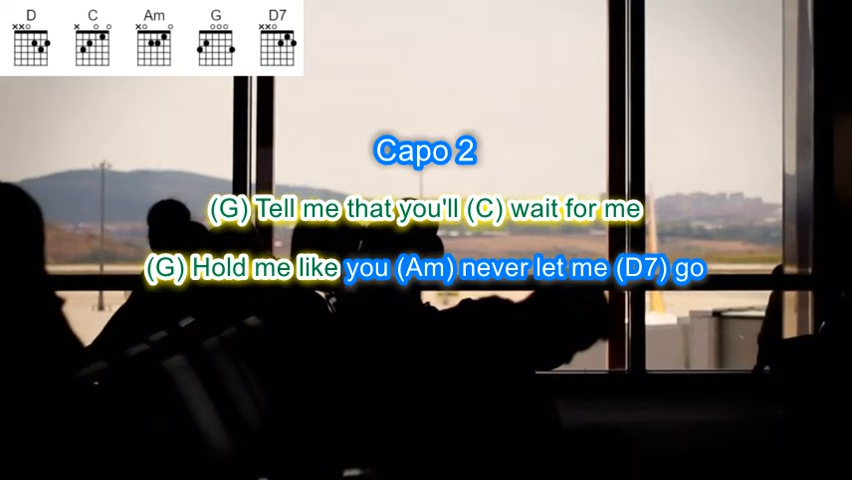 D C Am G D7
Capo 2
(G) Tell me that you'll (C) wait for me
(G) Hold me like you (Am) never let me (D7) go